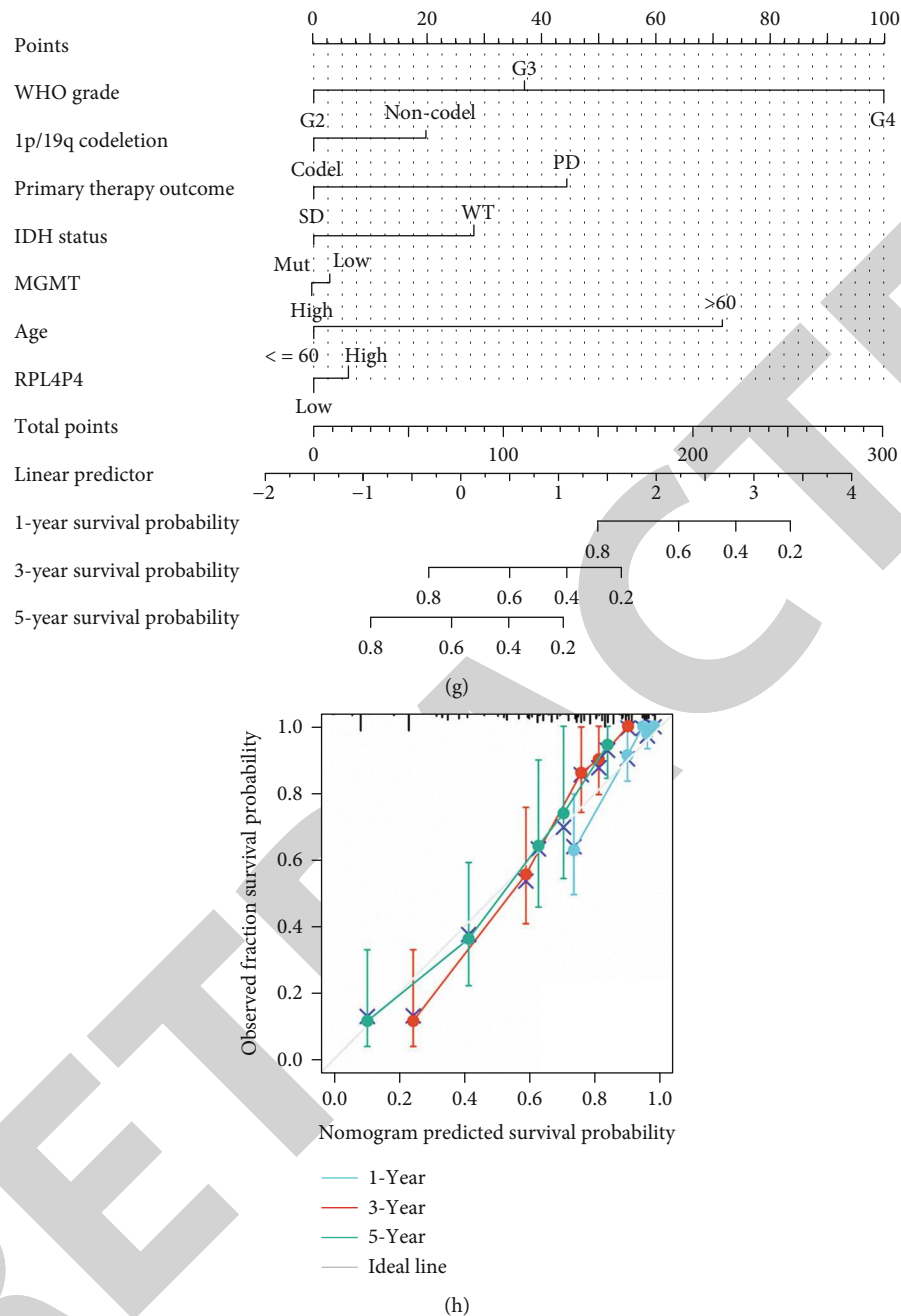 0 20 40 60 80 100
Points
G3
WHO grade
G2 Non-codel G4
1p/19q codeletion
Codel PD
Primary therapy outcome
SD WT
IDH status
Mut Low
MGMT
High >60
Age
< = 60 High
RPL4P4
Low
Total points
0 100 200 300
Linear predictor
−2 −1 0 1 2 3 4
1-year survival probability
0.8 0.6 0.4 0.2
3-year survival probability
0.8 0.6 0.4 0.2
5-year survival probability
0.8 0.6 0.4 0.2
(g)
Observed fraction survival probability
1.0
0.8
0.6
0.4
0.2
0.0
0.0 0.2 0.4 0.6 0.8 1.0
Nomogram predicted survival probability
1-Year
3-Year
5-Year
Ideal line
(h)
RETRACTE